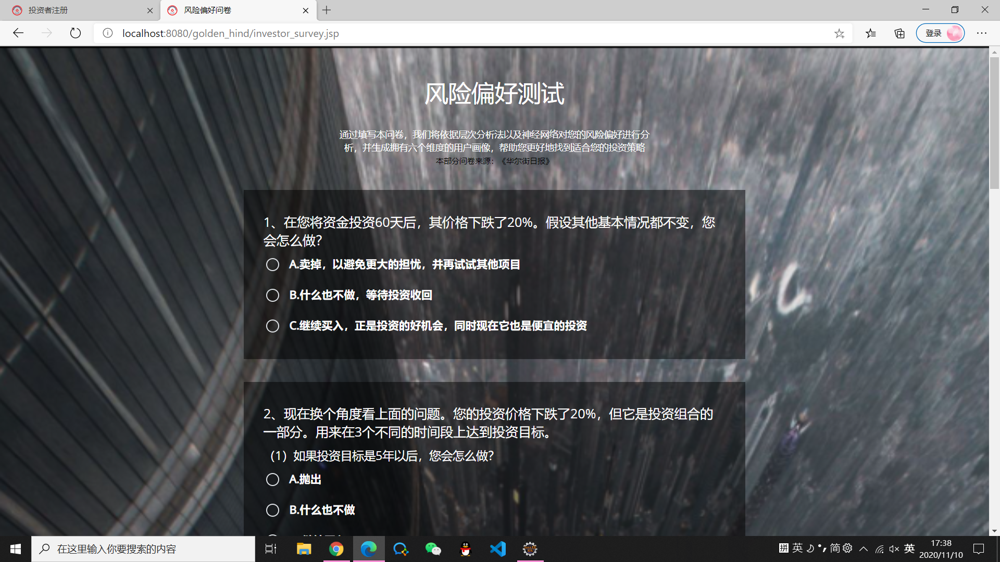 投资者注册
风险偏好问卷
localhost:8080/golden_hind/investor_survey.jsp
登录
风险偏好测试
通过填写本问卷，我们将依据层次分析法以及神经网络对您的风险偏好进行分
析，并生成拥有六个维度的用户画像，帮助您更好地找到适合您的投资策略
本部分问卷来源：《华尔街日报》
1、在您将资金投资60天后，其价格下跌了20%。假设其他基本情况都不变，您
会怎么做？
A.卖掉，以避免更大的担忧，并再试试其他项目
B.什么也不做，等待投资收回
C.继续买入，正是投资的好机会，同时现在它也是便宜的投资
2、现在换个角度看上面的问题。您的投资价格下跌了20%，但它是投资组合的
一部分。用来在3个不同的时间段上达到投资目标。
（1）如果投资目标是5年以后，您会怎么做？
A.抛出
B.什么也不做
在这里输入你要搜索的内容
拼 英 简
英
17:38
2020/11/10